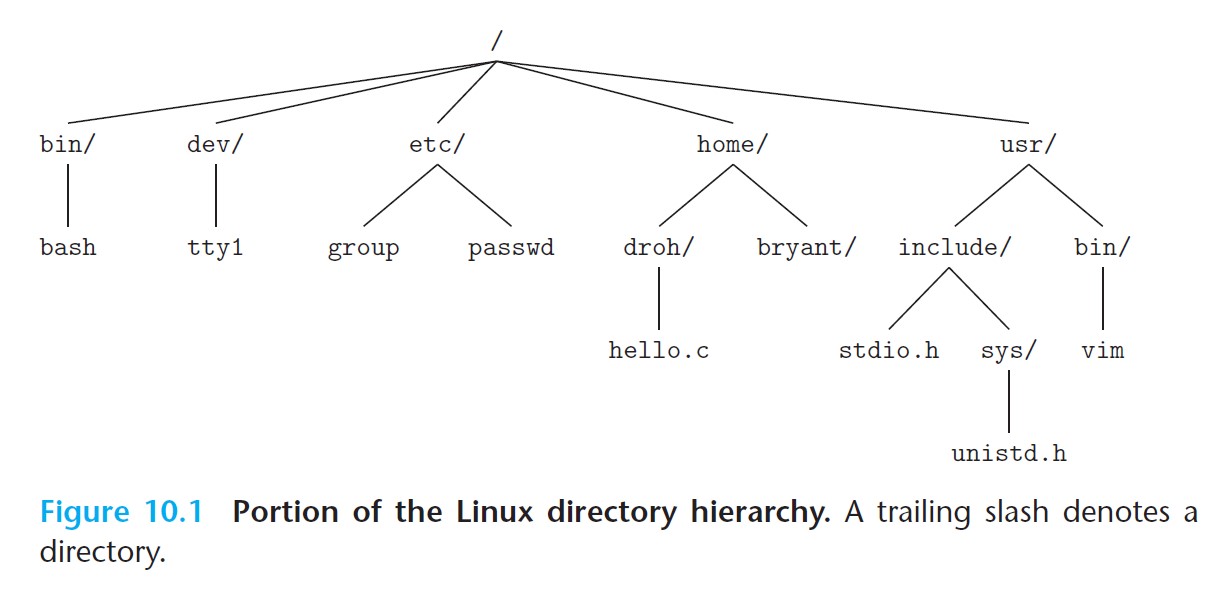 /
bin/ dev/ etc/ home/ usr/
bash tty1 group passwd droh/ bryant/ include/ bin/
hello.c stdio.h sys/ vim
unistd.h
Figure 10.1 Portion of the Linux directory hierarchy. A trailing slash denotes a
directory.